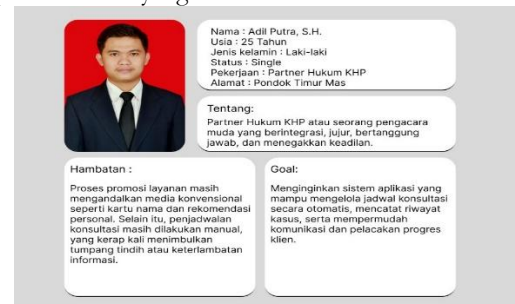 Nama : Adil Putra, S.H.
Usia : 25 Tahun
Jenis kelamin : Laki-laki
Status : Single
Pekerjaan : Partner Hukum KHP
Alamat : Pondok Timur Mas
Tentang:
Partner Hukum KHP atau seorang pengacara
muda yang berintegrasi, jujur, bertanggung
jawab, dan menegakkan keadilan.
Hambatan :
Proses promosi layanan masih
mengandalkan media konvensional
seperti kartu nama dan rekomendasi
personal. Selain itu, penjadwalan
konsultasi masih dilakukan manual,
yang kerap kali menimbulkan
tumpang tindih atau keterlambatan
informasi.
Goal:
Menginginkan sistem aplikasi yang
mampu mengelola jadwal konsultasi
secara otomatis, mencatat riwayat
kasus, serta mempermudah
komunikasi dan pelacakan progres
klien.